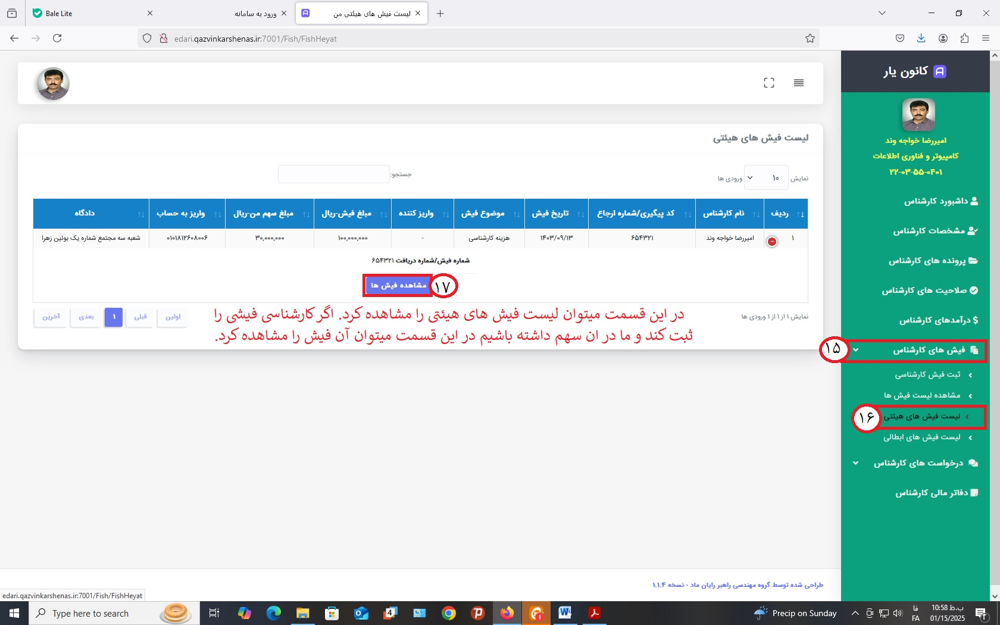 Bale Lite
ورود به سامانه
لیست فیش های هیئتی من
edari.qazvinkarshenas.ir:7001/Fish/FishHeyat
کانون یار
امیررضا خواجه وند
کامپیوتر و فناوری اطلاعات
۲۲-۰۳-۵۵-۰۴۰۱
داشبورد کارشناس
مشخصات کارشناس
پرونده های کارشناس
صلاحیت های کارشناس
درآمدهای کارشناس
فیش های کارشناس
۱۵
ثبت فیش کارشناسی
مشاهده لیست فیش ها
لیست فیش های هیئتی
۱۶
لیست فیش های ابطالی
درخواست های کارشناس
دفاتر مالی کارشناس
لیست فیش های هیئتی
نمایش ۱۰ ورودی ها
جستجو:
ردیف نام کارشناس کد پیگیری/شماره ارجاع تاریخ فیش موضوع فیش واریز کننده مبلغ فیش-ریال مبلغ سهم من-ریال واریز به حساب دادگاه
۱ امیررضا خواجه وند ۶۵۴۳۲۱ ۱۴۰۳/۰۹/۱۳ هزینه کارشناسی - ۱۰۰,۰۰۰,۰۰۰ ۳۰,۰۰۰,۰۰۰ ۰۱۰۱۸۱۲۶۰۸۰۰۶ شعبه سه مجتمع شماره یک بوئین زهرا
شماره فیش/شماره دریافت ۶۵۴۳۲۱
مشاهده فیش ها
۱۷
نمایش ۱ از ۱ از ۱ ورودی ها
اولین قبلی ۱ بعدی آخرین
در این قسمت میتوان لیست فیش های هیئتی را مشاهده کرد. اگر کارشناسی فیشی را
ثبت کند و ما در ان سهم داشته باشیم در این قسمت میتوان آن فیش را مشاهده کرد.
طراحی شده توسط گروه مهندسی راهبر رایان ماد - نسخه ۱.۱.۴
edari.qazvinkarshenas.ir:7001/Fish/FishHeyat
Type here to search
Precip on Sunday
فا
FA
10:58 ب.ظ
01/15/2025